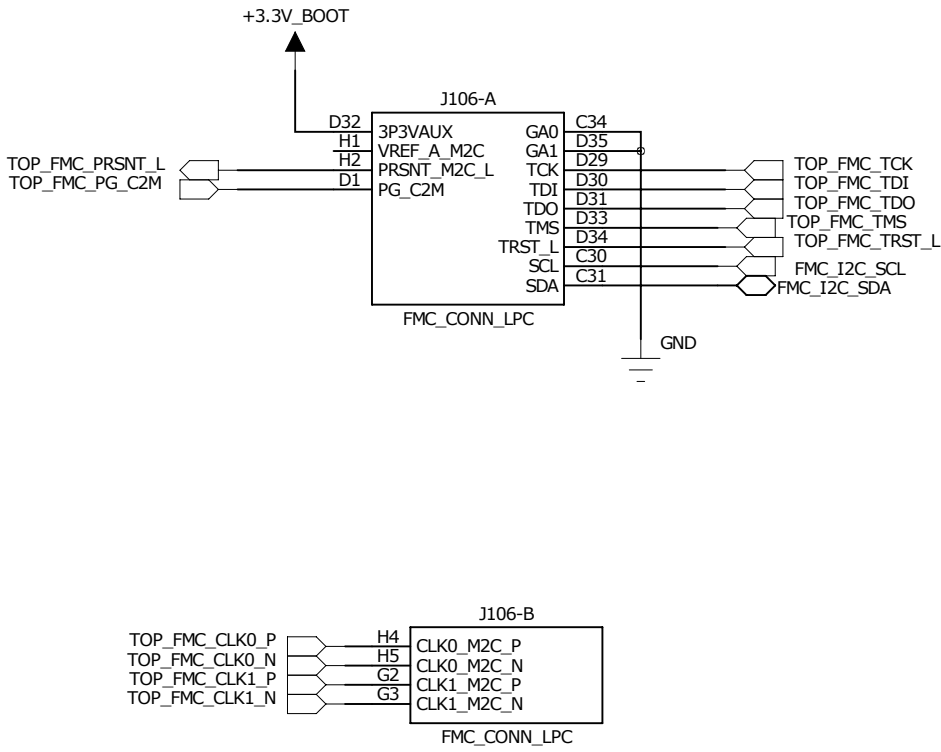 +3.3V_BOOT
J106-A
D32 3P3VAUX GA0 C34
H1 VREF_A_M2C GA1 D35
TOP_FMC_PRSNT_L H2 PRSNT_M2C_L TCK D29 TOP_FMC_TCK
TOP_FMC_PG_C2M D1 PG_C2M TDI D30 TOP_FMC_TDI
TDO D31 TOP_FMC_TDO
TMS D33 TOP_FMC_TMS
TRST_L D34 TOP_FMC_TRST_L
SCL C30 FMC_I2C_SCL
SDA C31 FMC_I2C_SDA
FMC_CONN_LPC
GND
J106-B
TOP_FMC_CLK0_P H4 CLK0_M2C_P
TOP_FMC_CLK0_N H5 CLK0_M2C_N
TOP_FMC_CLK1_P G2 CLK1_M2C_P
TOP_FMC_CLK1_N G3 CLK1_M2C_N
FMC_CONN_LPC